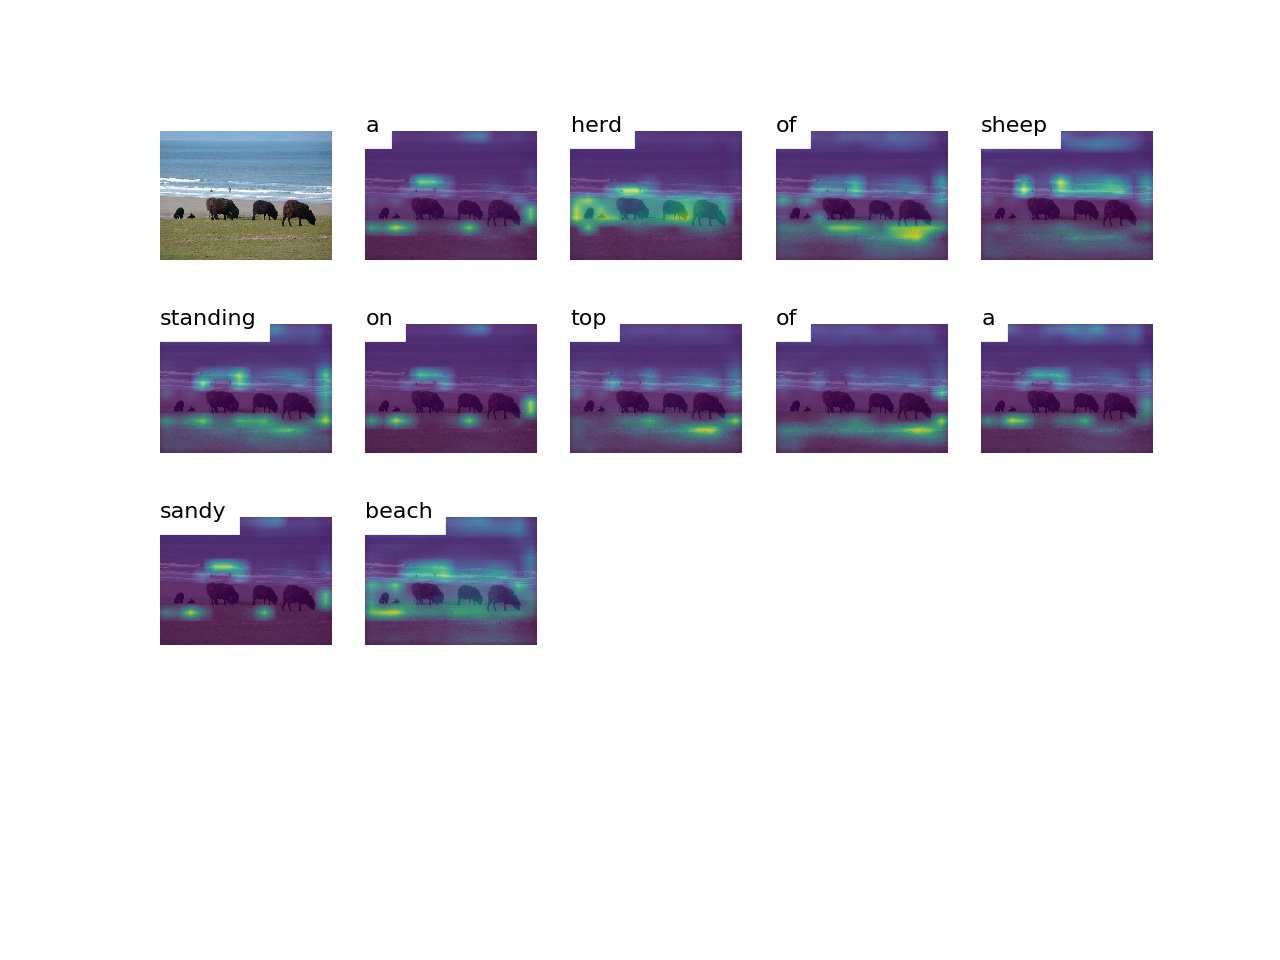 a herd of sheep
standing on top of a
sandy beach